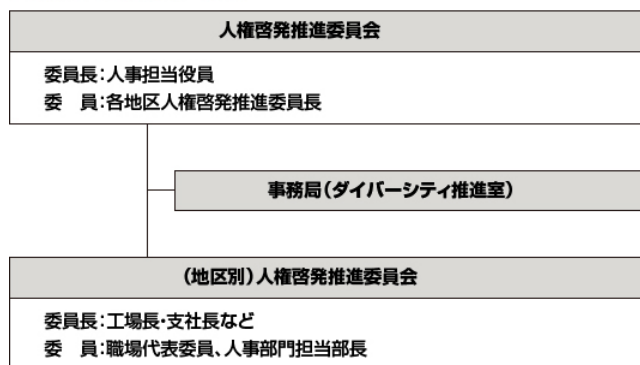 人権啓発推進委員会
委員長：人事担当役員
委　員：各地区人権啓発推進委員長
事務局（ダイバーシティ推進室）
（地区別）人権啓発推進委員会
委員長：工場長・支社長など
委　員：職場代表委員、人事部門担当部長